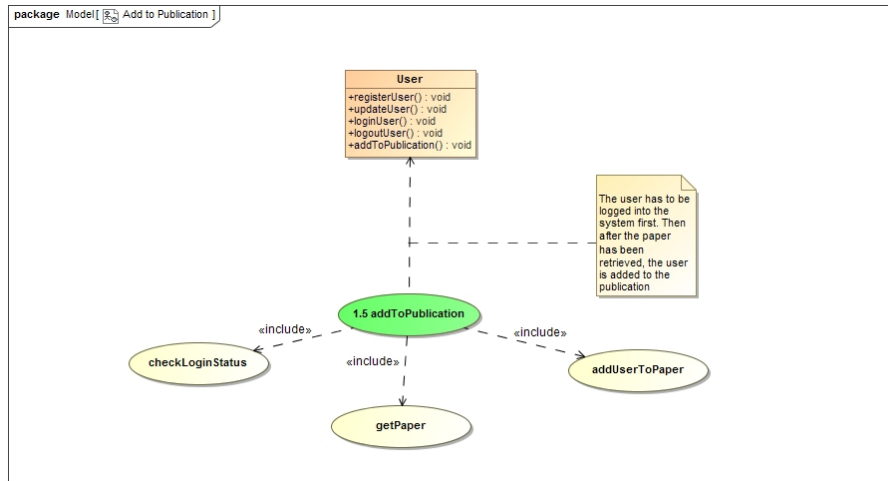 package Model[ Add to Publication ]
User
+registerUser() : void
+updateUser() : void
+loginUser() : void
+logoutUser() : void
+addToPublication() : void
The user has to be
logged into the
system first. Then
after the paper
has been
retrieved, the user
is added to the
publication
1.5 addToPublication
«include»
«include»
«include»
checkLoginStatus
addUserToPaper
getPaper